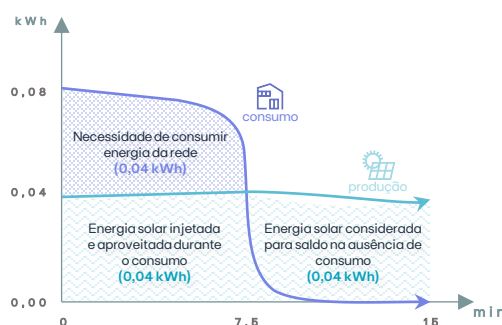 kWh
0,08
consumo
Necessidade de consumir
energia da rede
(0,04 kWh)
produção
0,04
Energia solar injetada
e aproveitada durante
o consumo
(0,04 kWh)
Energia solar considerada
para saldo na ausência de
consumo
(0,04 kWh)
0,00
mir
0
7,5
15